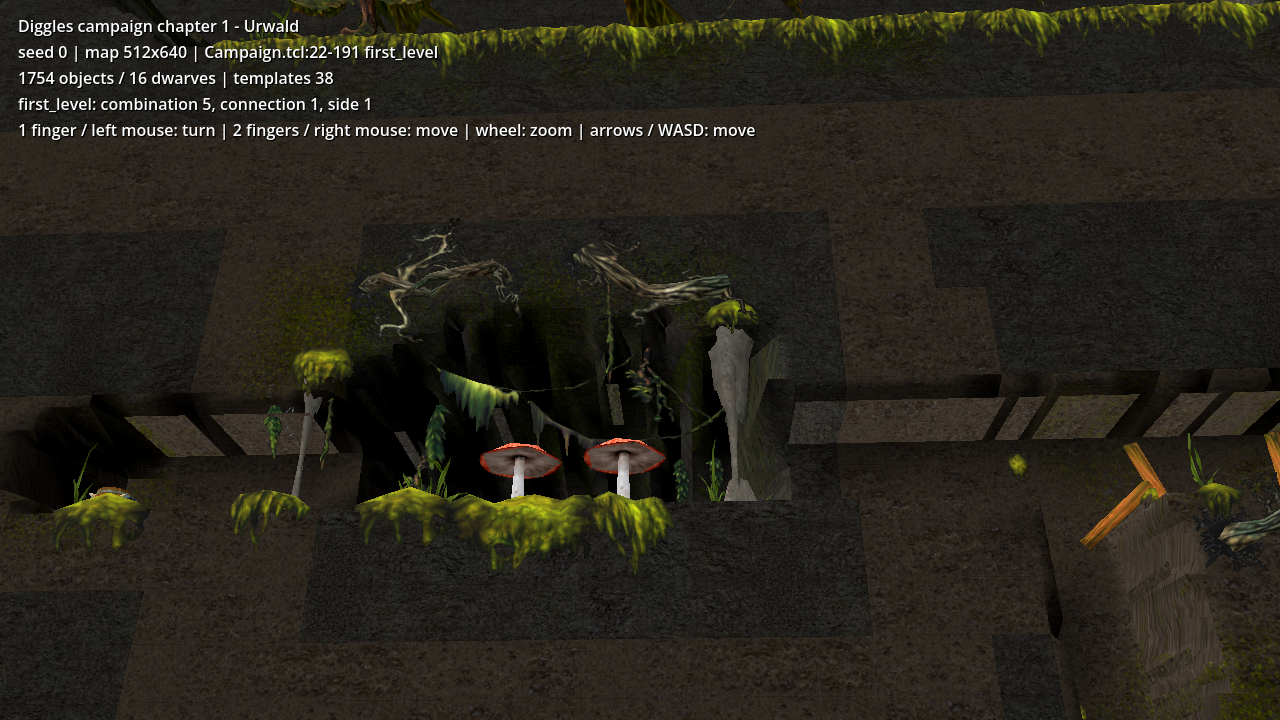 Diggles campaign chapter 1 - Urwald
seed 0 | map 512x640 | Campaign.tcl:22-191 first_level
1754 objects / 16 dwarves | templates 38
first_level: combination 5, connection 1, side 1
1 finger / left mouse: turn | 2 fingers / right mouse: move | wheel: zoom | arrows / WASD: move